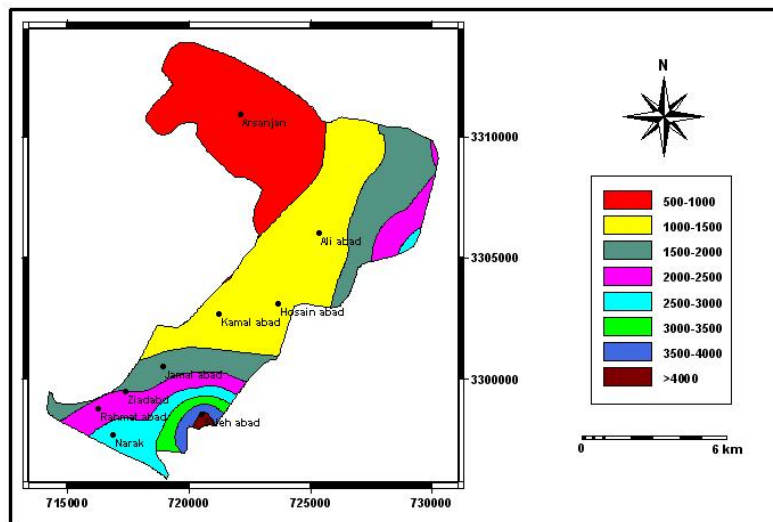 N
Arsanjan
3310000
500-1000
1000-1500
Ali abad
3305000
1500-2000
2000-2500
Hosain abad
Kamal abad
2500-3000
3000-3500
3500-4000
Jamal abad
3300000
>4000
Ziadabd
Rahmat abad
Narak
0 6 km
715000 720000 725000 730000